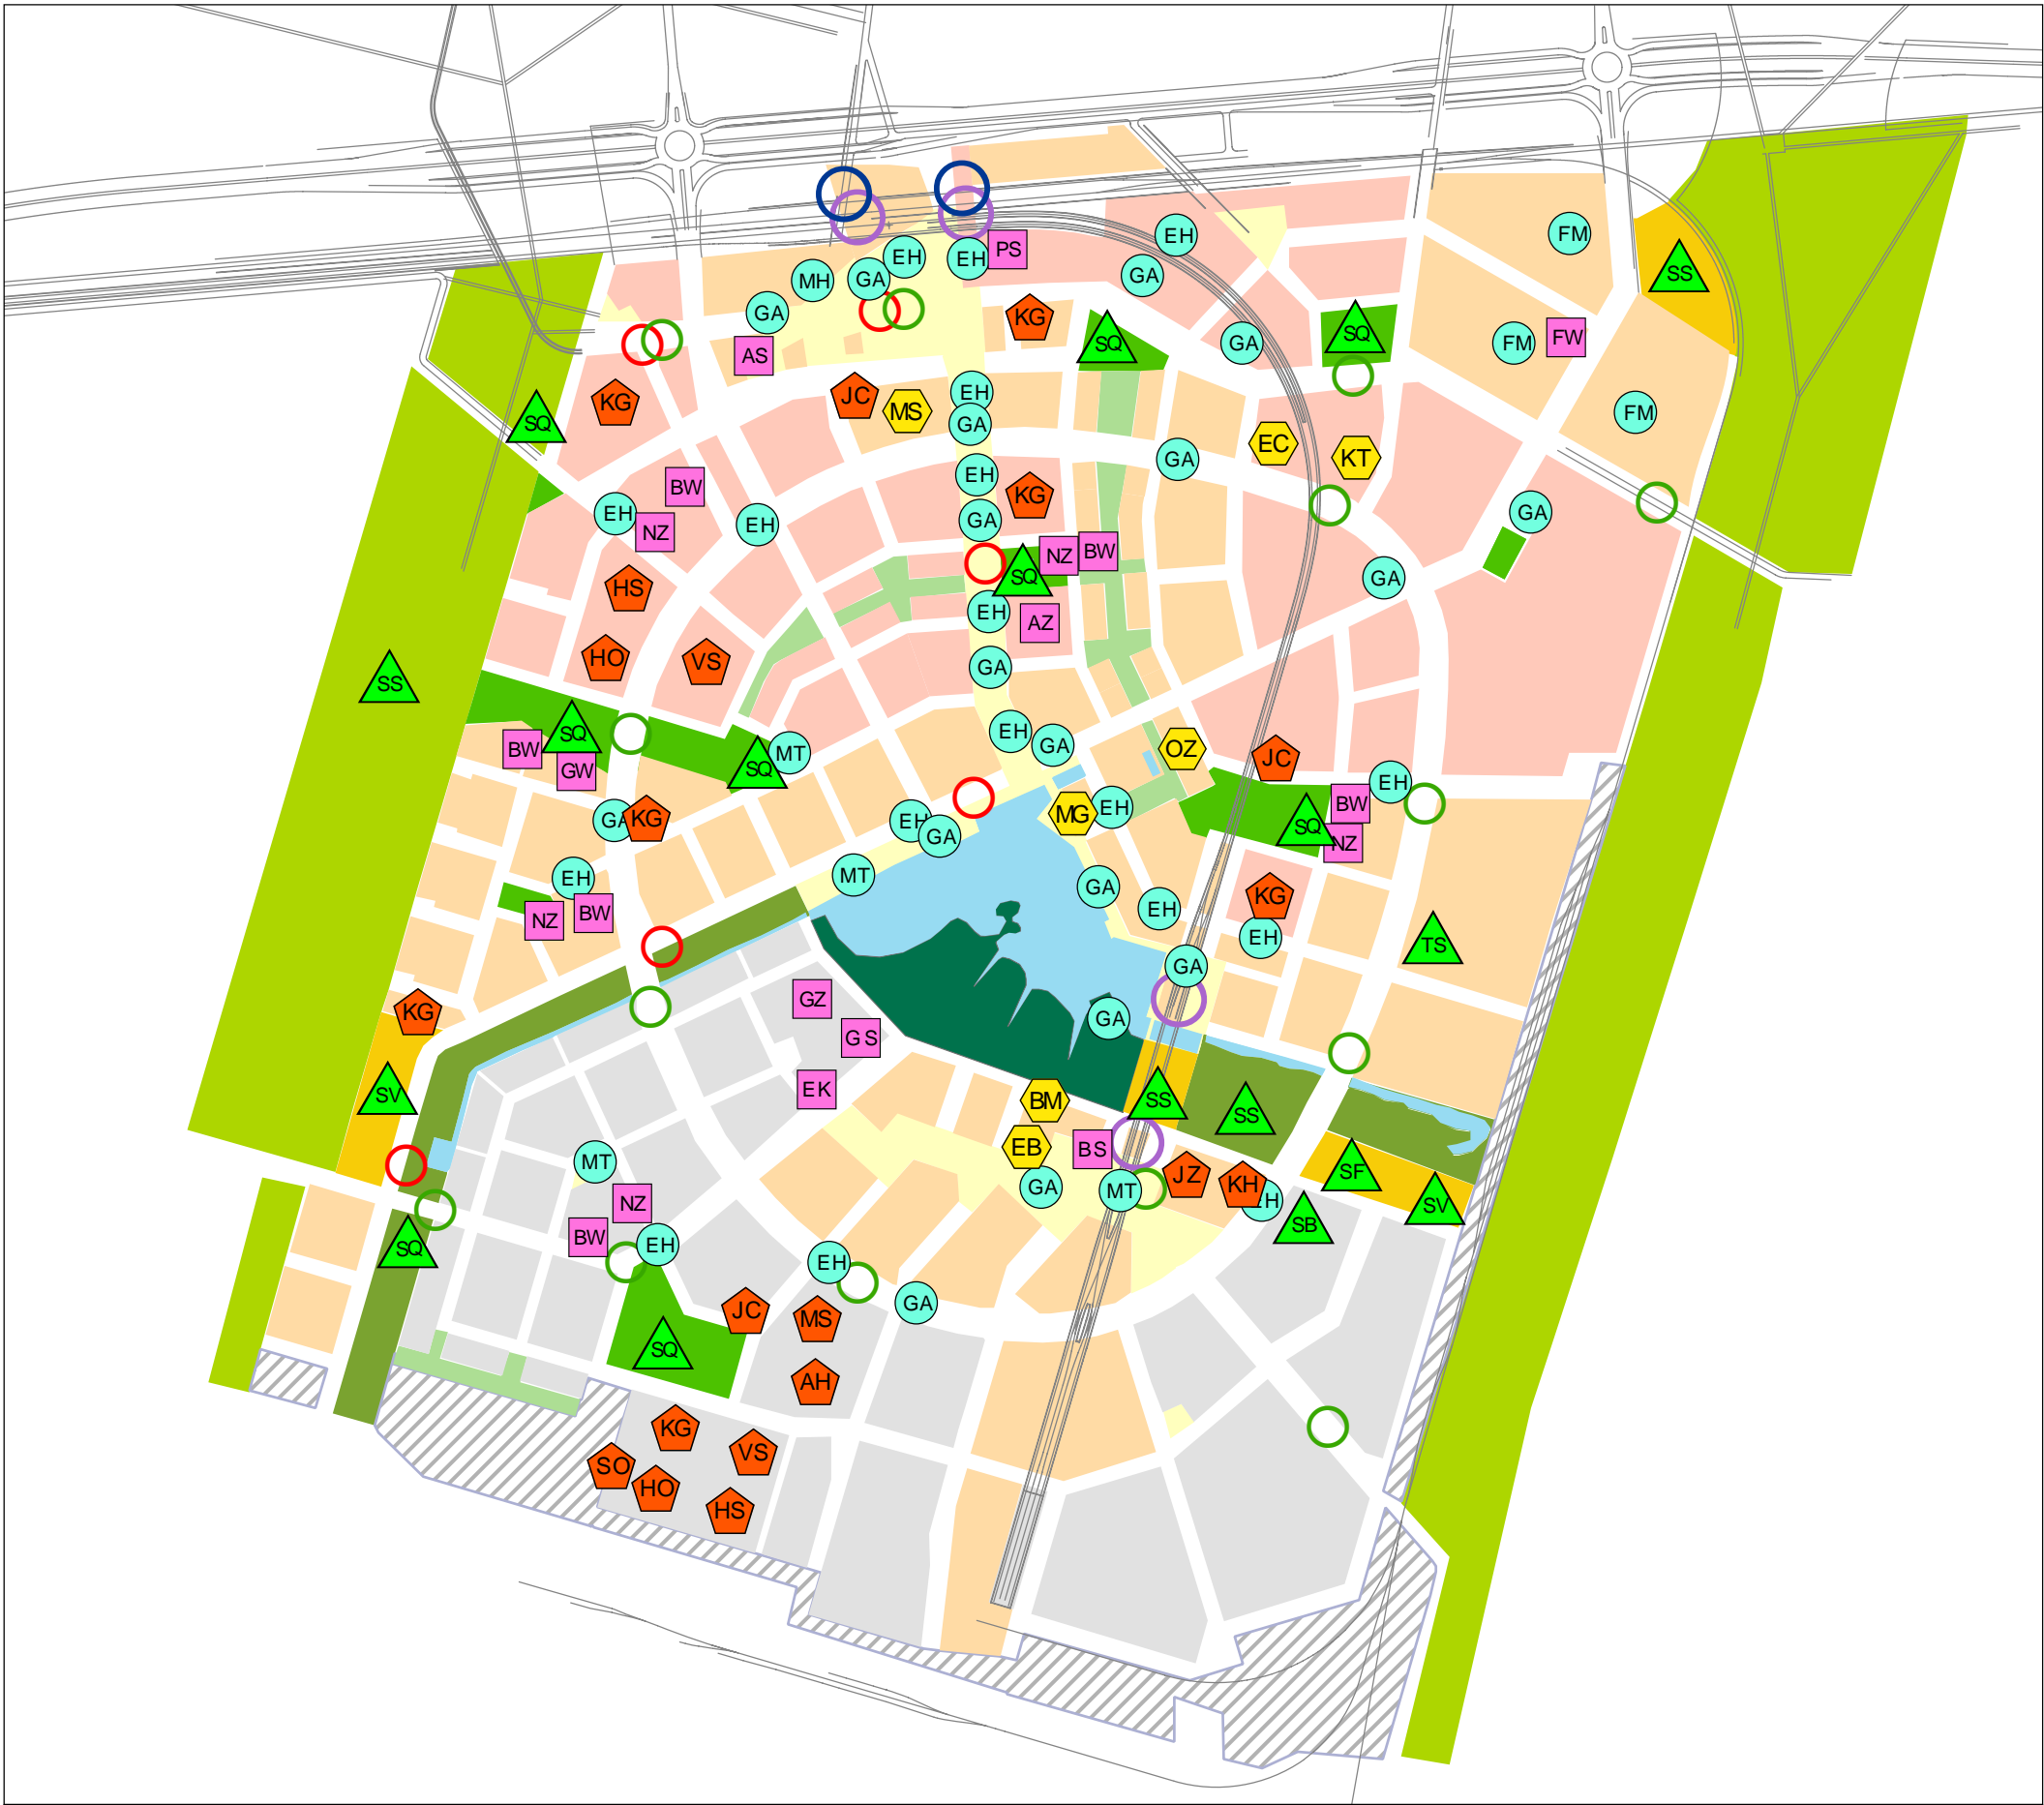 FM
EH
PS
EH
EH
SS
GA
MH
GA
GA
KG
SQ
SQ
GA
FM
FW
AS
KG
JC
MS
EH
FM
SQ
GA
EC
KT
GA
EH
BW
KG
EH
GA
GA
NZ
EH
NZ
BW
SQ
GA
HS
EH
AZ
HO
VS
GA
SS
SQ
EH
GA
BW
MT
OZ
JC
GW
SQ
EH
BW
GA
KG
EH
GA
MG
EH
SQ
NZ
EH
MT
GA
KG
NZ
BW
EH
EH
TS
GA
GZ
KG
GS
GA
EK
SV
BM
SS
SS
EB
BS
MT
GA
MT
JZ
KH
SF
NZ
SV
BW
EH
SB
SQ
EH
GA
JC
MS
SQ
AH
KG
VS
SO
HO
HS